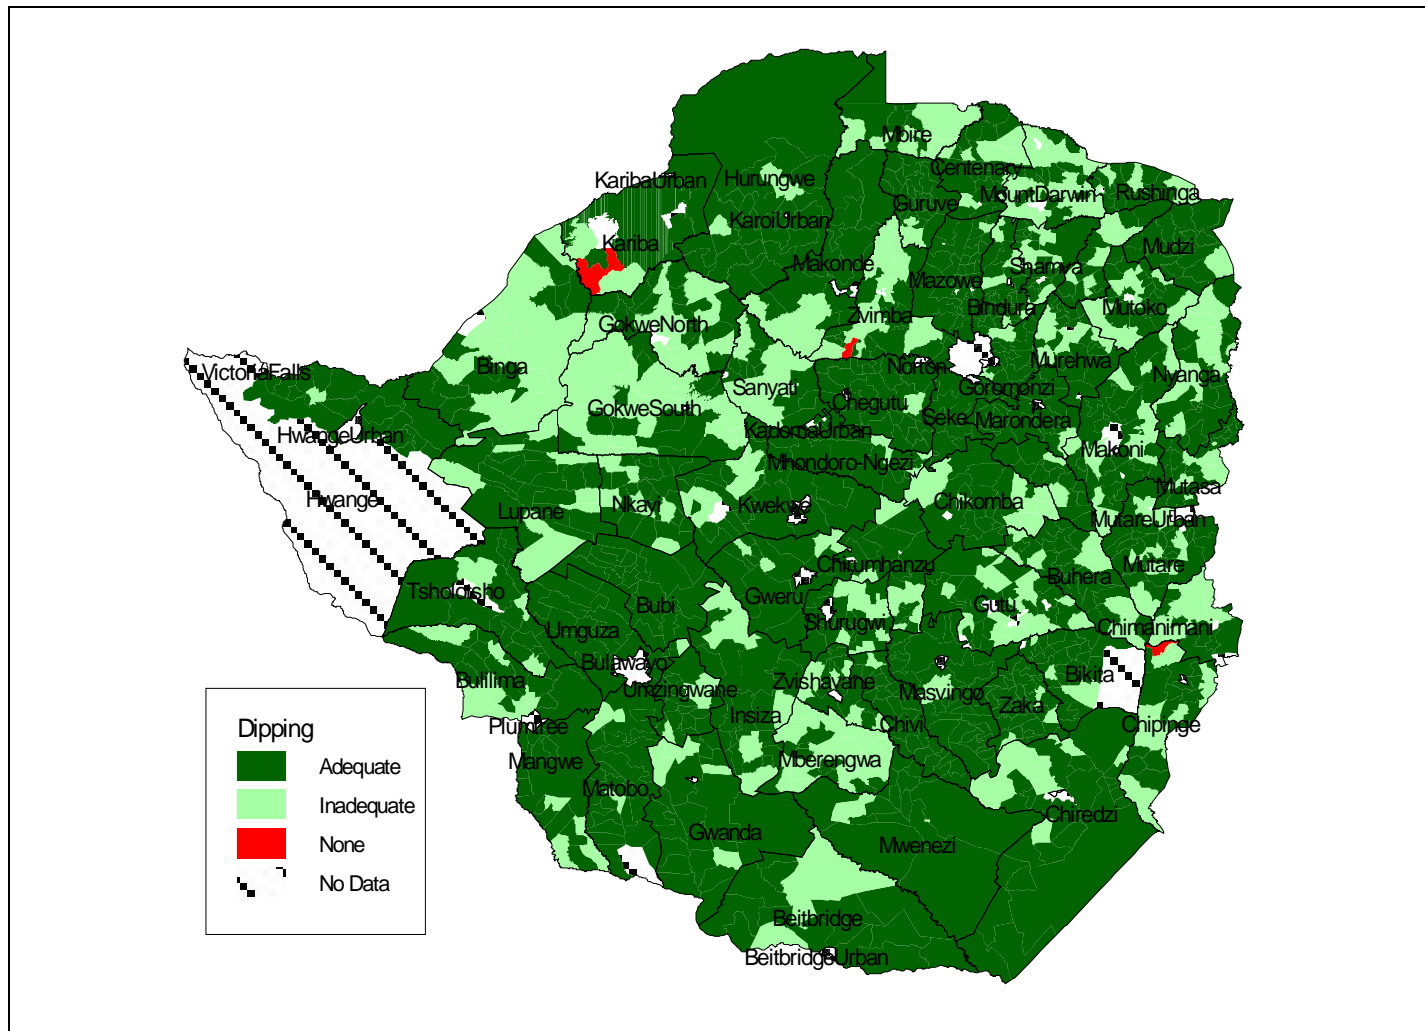 Mbire
Centenary
KaribaUrban
Hurungwe
MountDarwin
Rushinga
Guruve
KaroiUrban
Kariba
Mudzi
Makonde
Shamva
Mazowe
Bindura
Mutoko
Zvimba
GokweNorth
Murehwa
Norton
Nyanga
VictoriaFalls
Binga
Sanyati
Goromonzi
Chegutu
GokweSouth
Seke
Marondera
KadomaUrban
HwangeUrban
Makoni
Mhondoro-Ngezi
Mutasa
Hwange
Nkayi
Kwekwe
Chikomba
Lupane
MutareUrban
Chirumhanzu
Mutare
Buhera
Tsholotsho
Bubi
Gweru
Gutu
Shurugwi
Umguza
Chimanimani
Bulawayo
Bulilima
Umzingwane
Zvishavane
Masvingo
Bikita
Zaka
Insiza
Chivi
Plumtree
Chipinge
Mangwe
Mberengwa
Matobo
Chiredzi
Gwanda
Mwenezi
Beitbridge
BeitbridgeUrban
Dipping
Adequate
Inadequate
None
No Data